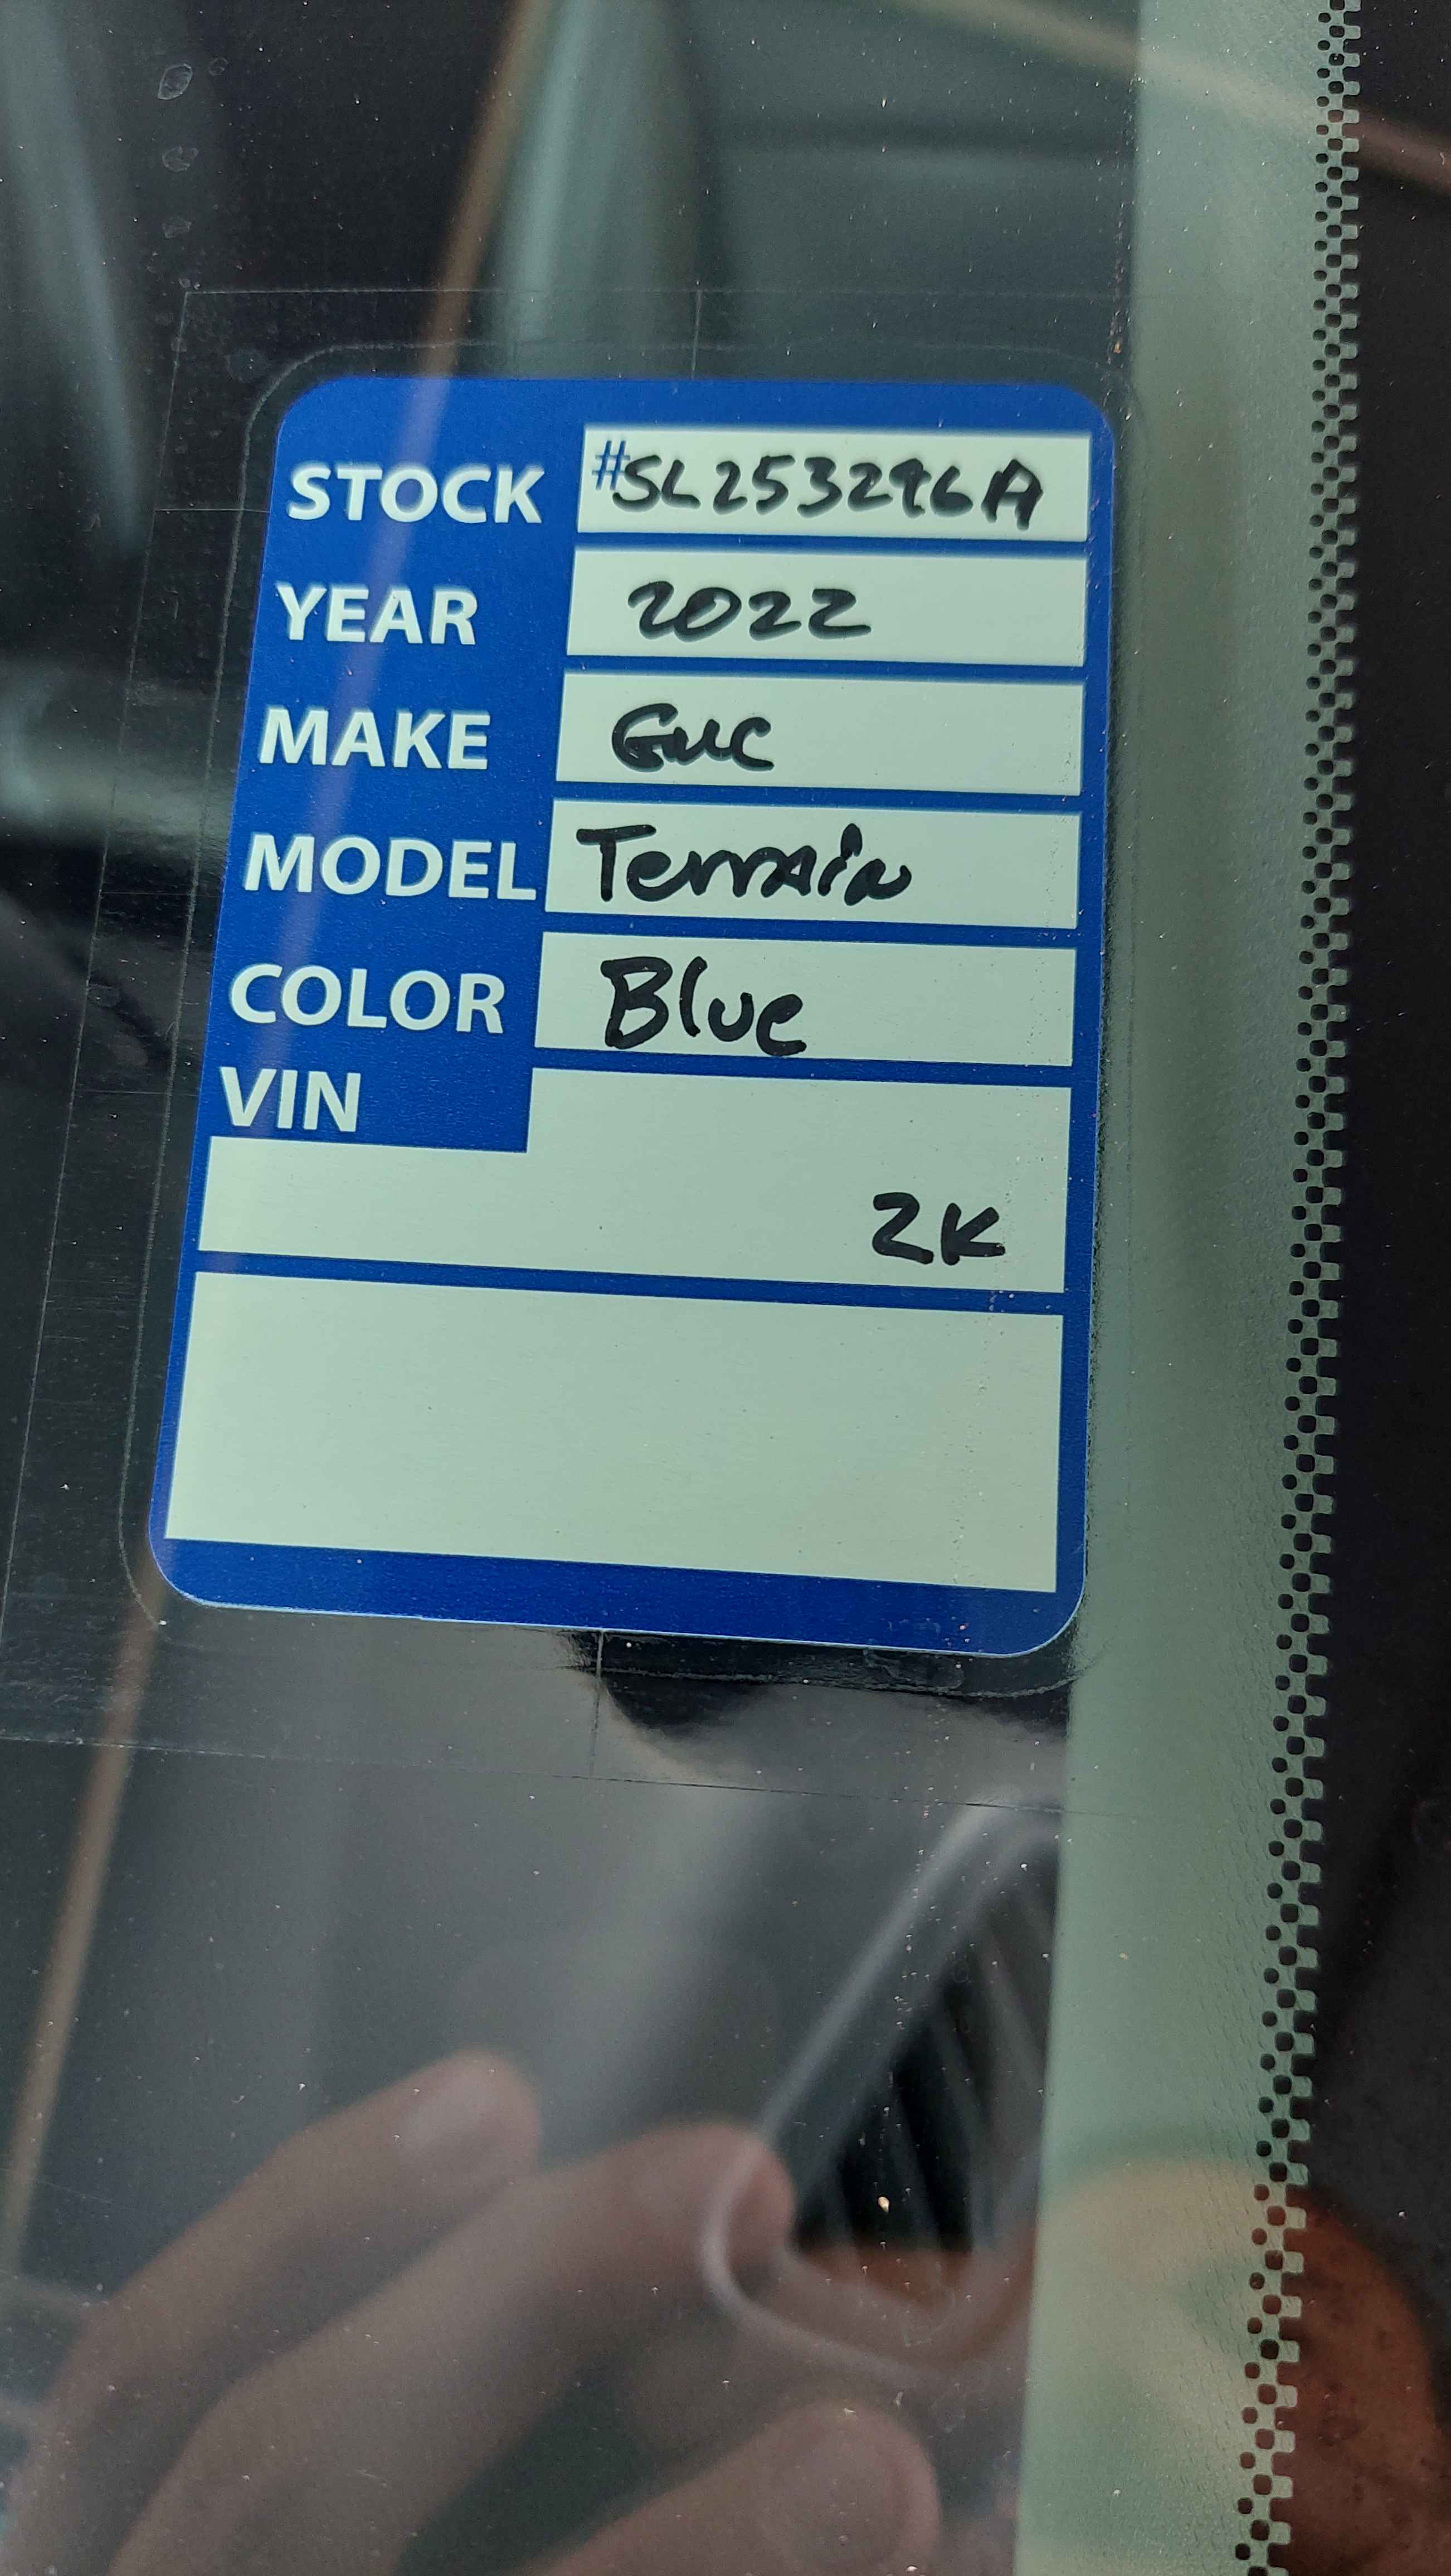 STOCK #SL253296A
YEAR 2022
MAKE GMC
MODEL Terrain
COLOR Blue
VIN
2K